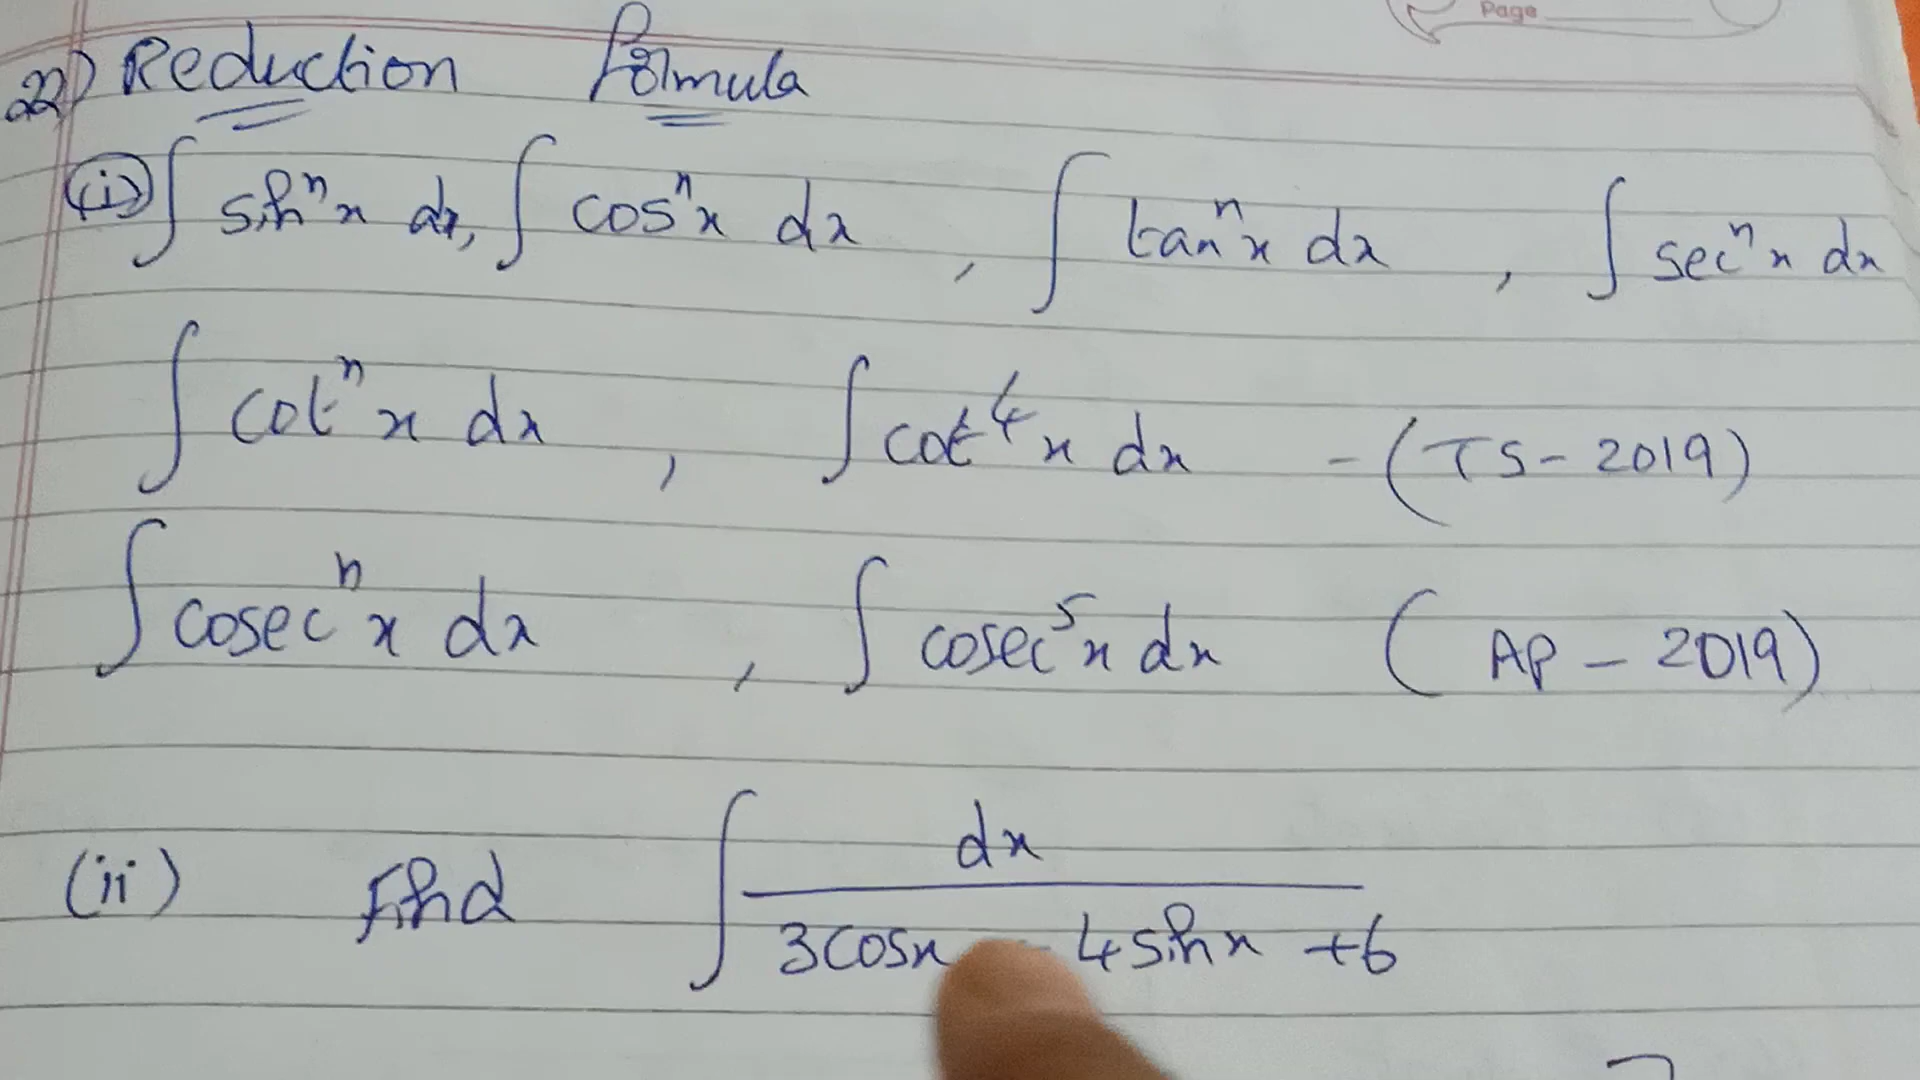 Page
22) Reduction Formula
(i) ∫ sinⁿx dx, ∫ cosⁿx dx , ∫ tanⁿx dx , ∫ secⁿx dx
∫ cotⁿx dx , ∫ cot⁴x dx - (TS - 2019)
∫ cosecⁿx dx , ∫ cosec⁵x dx (AP - 2019)
(ii) Find ∫ dx
3cosx 4sinx +6